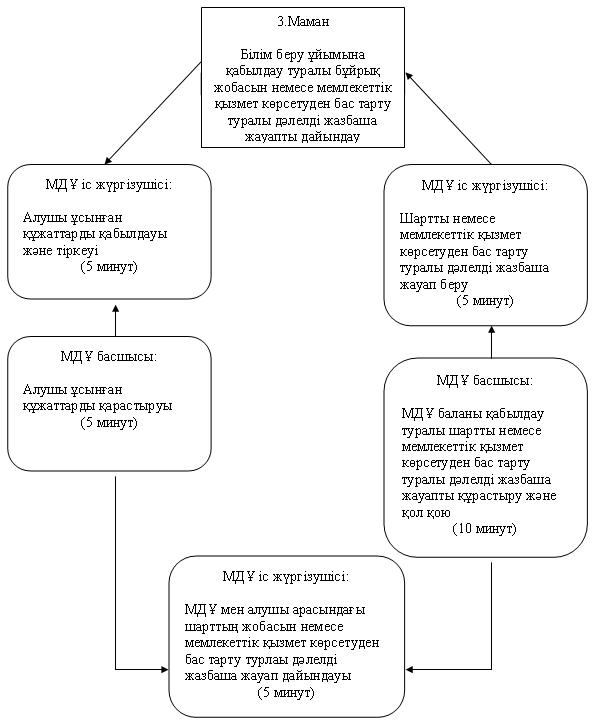 3.Маман
Білім беру ұйымына
қабылдау туралы бұйрық
жобасын немесе мемлекеттік
қызмет көрсетуден бас тарту
туралы дәлелді жазбаша
жауапты дайындау
МДҰ іс жүргізушісі:
Алушы ұсынған
құжаттарды қабылдауы
және тіркеуі
(5 минут)
МДҰ іс жүргізушісі:
Шартты немесе
мемлекеттік қызмет
көрсетуден бас тарту
туралы дәлелді жазбаша
жауап беру
(5 минут)
МДҰ басшысы:
Алушы ұсынған
құжаттарды қарастыруы
(5 минут)
МДҰ басшысы:
МДҰ баланы қабылдау
туралы шартты немесе
мемлекеттік қызмет
көрсетуден бас тарту
туралы дәлелді жазбаша
жауапты құрастыру және
қол қою
(10 минут)
МДҰ іс жүргізушісі:
МДҰ мен алушы арасындағы
шарттың жобасын немесе
мемлекеттік қызмет көрсетуден
бас тарту турлаы дәлелді
жазбаша жауап дайындауы
(5 минут)